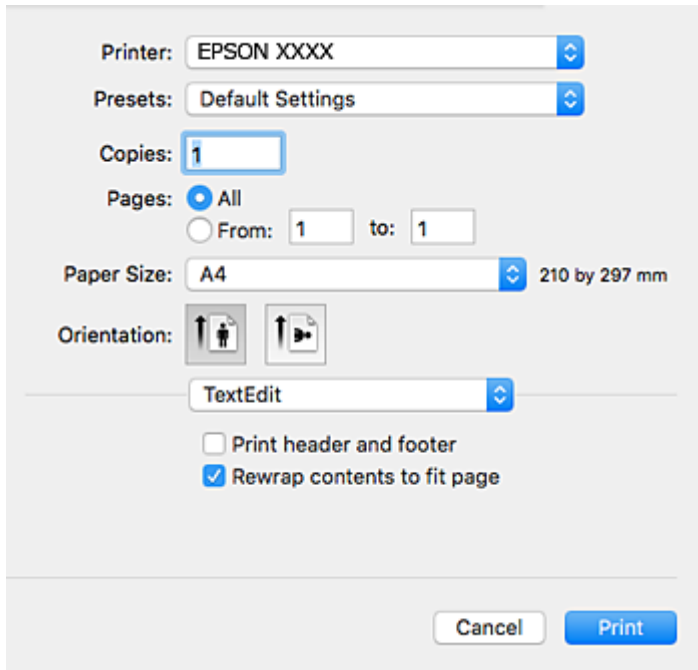 Printer: EPSON XXXX
Presets: Default Settings
Copies: 1
Pages: All
From: 1 to: 1
Paper Size: A4 210 by 297 mm
Orientation:
TextEdit
Print header and footer
Rewrap contents to fit page
Cancel Print